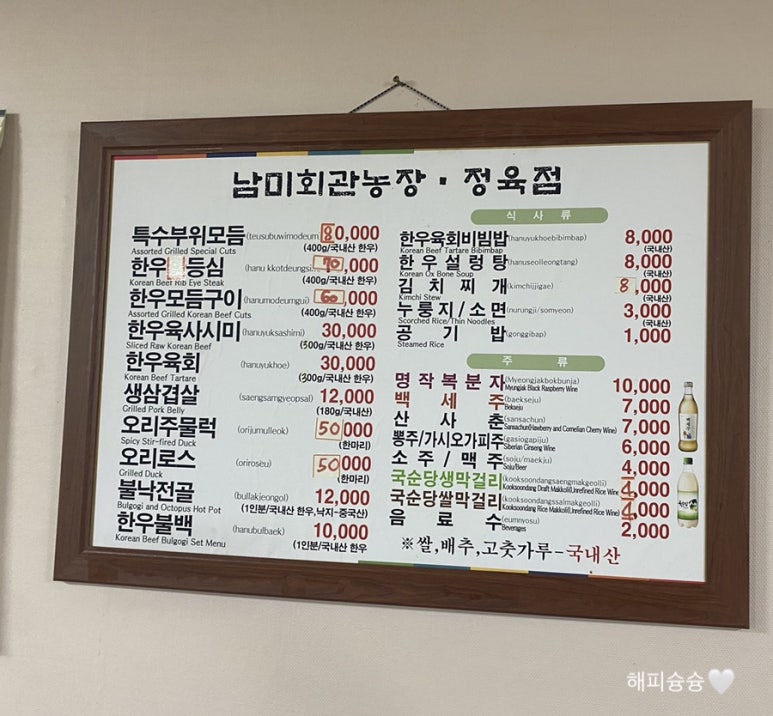 남미회관농장·정육점
특수부위모듬 (teusubuwimodeum 80,000
Assorted Grilled Special Cuts (400g/국내산 한우)
한우 등심 (hanu kkotdeungsi 70,000
Korean Beef Rib Eye Steak (400g/국내산 한우)
한우모듬구이 (hanumodeumgui) 60,000
Assorted Grilled Korean Beef Cuts (400g/국내산 한우)
한우육사시미 (hanuyuksashimi) 30,000
Sliced Raw Korean Beef (300g/국내산 한우)
한우육회 (hanuyukhoe) 30,000
Korean Beef Tartare (300g/국내산 한우)
생삼겹살 (saengsamgyeopsal) 12,000
Grilled Pork Belly (180g/국내산)
오리주물럭 (orijumulleok) 50,000
Spicy Stir-fired Duck (한마리)
오리로스 (oriroseu) 50,000
Grilled Duck (한마리)
불낙전골 (bullakjeongol) 12,000
Bulgogi and Octopus Hot Pot (1인분/국내산 한우,낙지-중국산)
한우불백 (hanubulbaek) 10,000
Korean Beef Bulgogi Set Menu (1인분/국내산 한우
식 사 류
한우육회비빔밥 (hanuyukhoebibimbap) 8,000
Korean Beef Tartare Bibimbap (국내산)
한우설렁탕 (hanuseolleongtang) 8,000
Korean Ox Bone Soup (국내산)
김치찌개 (kimchijjigae) 8,000
Kimchi Stew (국내산)
누룽지/소면 (nurungji/somyeon) 3,000
Scorched Rice/Thin Noodles (국내산)
공기밥 (gonggibap) 1,000
Steamed Rice
주 류
명작복분자 (Myeongjakbokbunja) 10,000
Myungjak Black Raspberry Wine
백세주 (baekseju) 7,000
Bekseju
산사춘 (sansachun) 7,000
Sansachun(Hawberry and Cornelian Cherry Wine)
뽕주/가시오가피주 (gasiogapiju) 6,000
Siberian Ginseng Wine
소주/맥주 (soju/maekju) 4,000
Soju/Beer
국순당생막걸리 (kooksoondangsaengmakgeolli) 4,000
Kooksoondang Draft Makkolli(Unrefined Rice Wine)
국순당쌀막걸리 (kooksoondangssalmakgeolli) 4,000
Kooksoondang Rice Makkolli(Unrefined Rice Wine)
음료수 (eumnyosu) 2,000
Beverages
※쌀,배추,고춧가루-국내산
해피슝슝🤍